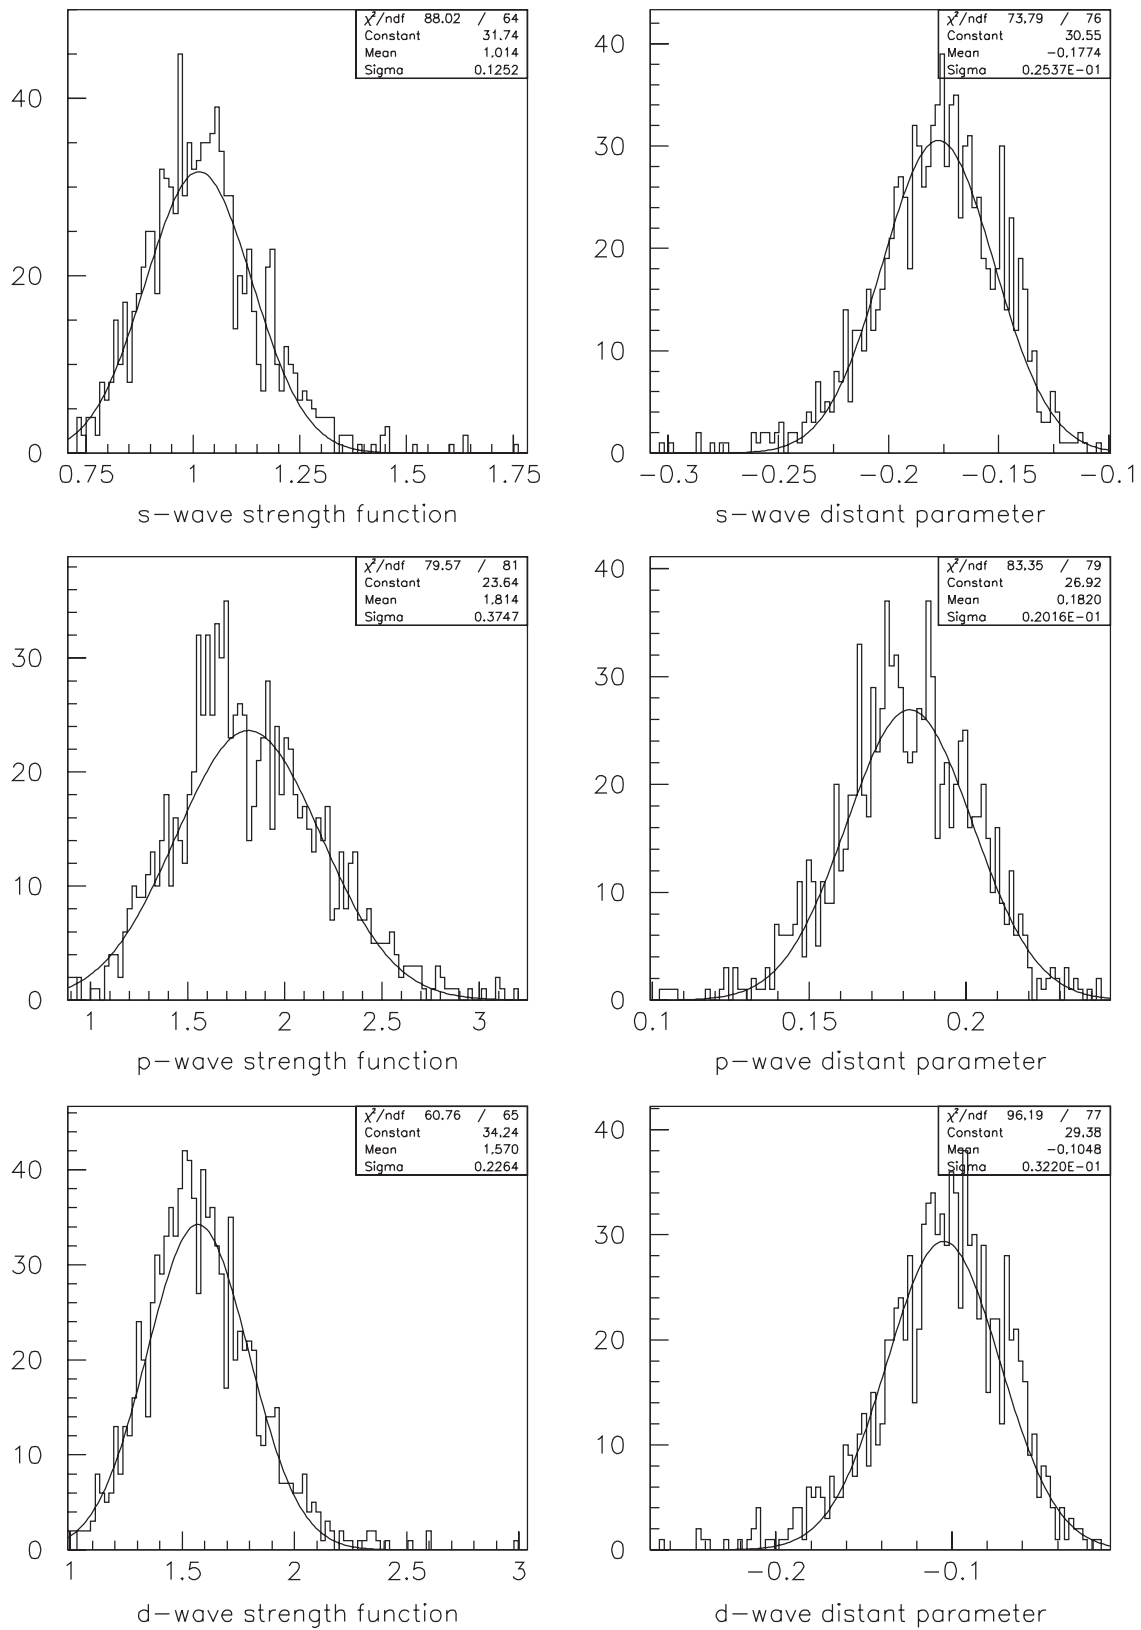 χ²/ndf 88.02 / 64
Constant 31.74
Mean 1.014
Sigma 0.1252
40
20
0
0.75 1 1.25 1.5 1.75
s-wave strength function
χ²/ndf 73.79 / 76
Constant 30.55
Mean -0.1774
Sigma 0.2537E-01
40
30
20
10
0
-0.3 -0.25 -0.2 -0.15 -0.1
s-wave distant parameter
χ²/ndf 79.57 / 81
Constant 23.64
Mean 1.814
Sigma 0.3747
30
20
10
0
1 1.5 2 2.5 3
p-wave strength function
χ²/ndf 83.35 / 79
Constant 26.92
Mean 0.1820
Sigma 0.2016E-01
40
30
20
10
0
0.1 0.15 0.2
p-wave distant parameter
χ²/ndf 60.76 / 65
Constant 34.24
Mean 1.570
Sigma 0.2264
40
30
20
10
0
1 1.5 2 2.5 3
d-wave strength function
χ²/ndf 96.19 / 77
Constant 29.38
Mean -0.1048
Sigma 0.3220E-01
40
30
20
10
0
-0.2 -0.1
d-wave distant parameter